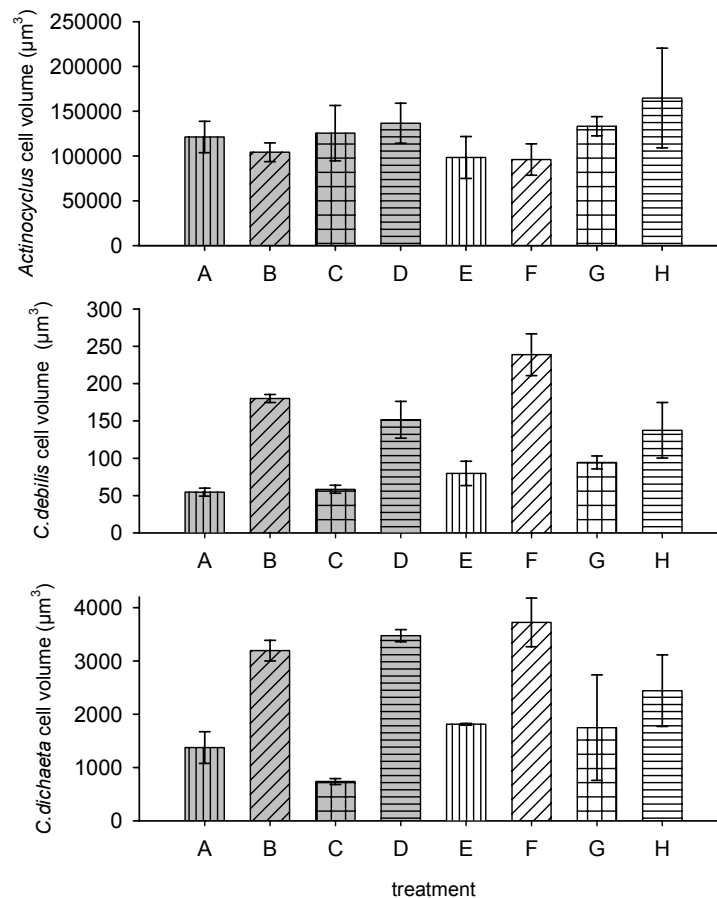 Actinocyclus cell volume (µm³)
250000
200000
150000
100000
50000
0
A B C D E F G H
C.debilis cell volume (µm³)
300
250
200
150
100
50
0
A B C D E F G H
C.dichaeta cell volume (µm³)
4000
3000
2000
1000
0
A B C D E F G H
treatment